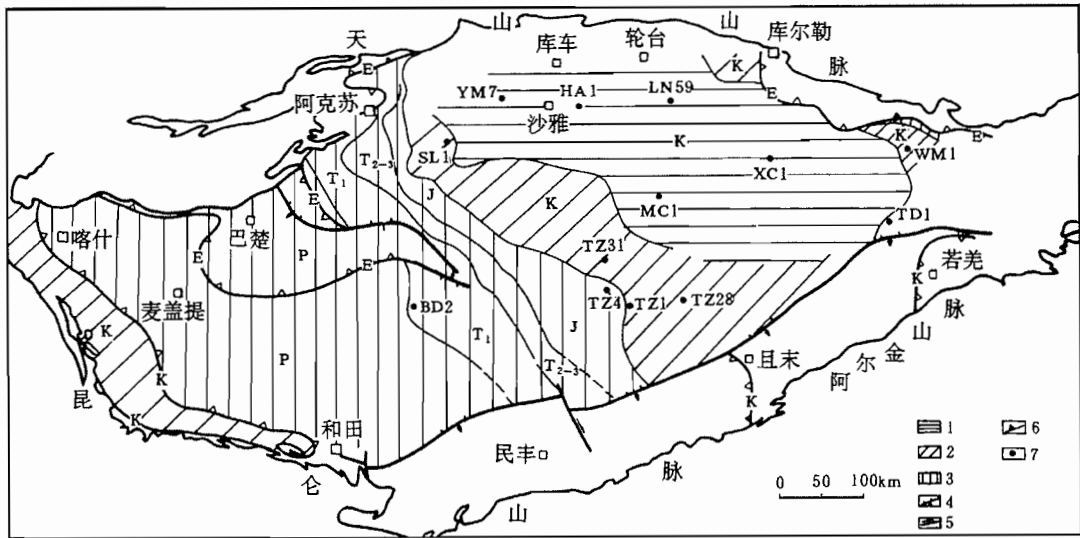 山
山
天
库车
轮台
库尔勒
脉
K
E
E
YM7
HA1
LN59
E
阿克苏
沙雅
K
K
E
SL1
T₂₋₃
WM1
T₁
XC1
E
J
K
MC1
TD1
喀什
巴楚
P
E
E
TZ31
若羌
K
麦盖提
BD2
TZ4
TZ1
TZ28
脉
K
T₁
J
山
P
T₂₋₃
且末
金
尔
阿
K
K
昆
K
和田
民丰
脉
仑
山
0 50 100km
1
2
3
4
5
6
7